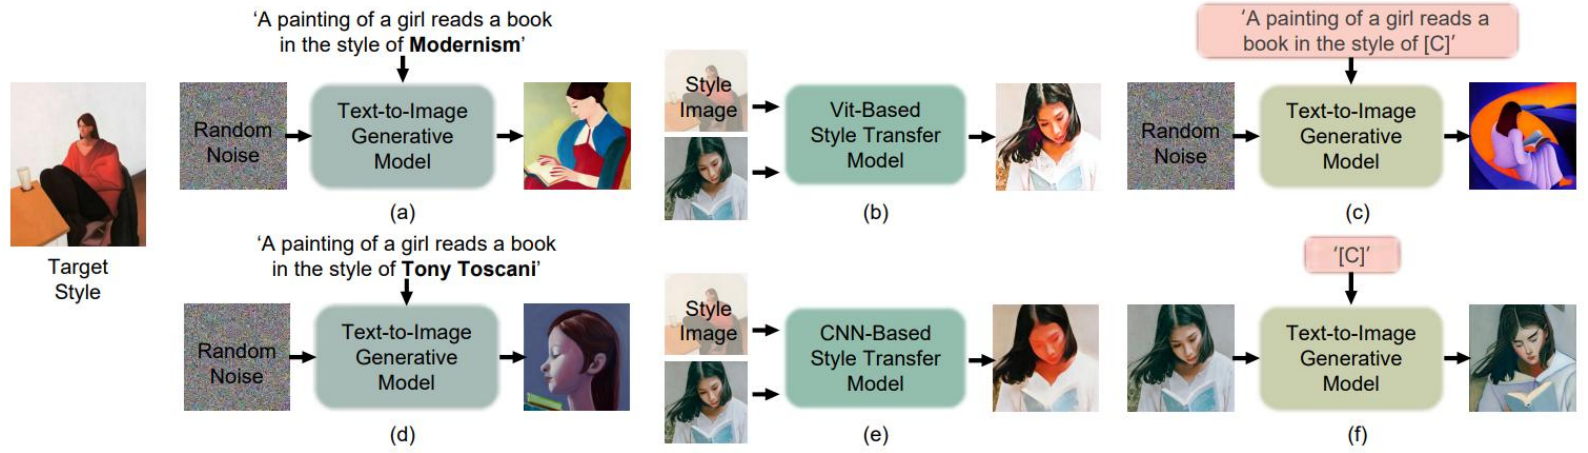 Target
Style
'A painting of a girl reads a book
in the style of Modernism'
Random
Noise
Text-to-Image
Generative
Model
(a)
Style
Image
Vit-Based
Style Transfer
Model
(b)
'A painting of a girl reads a
book in the style of [C]'
Random
Noise
Text-to-Image
Generative
Model
(c)
'A painting of a girl reads a book
in the style of Tony Toscani'
Random
Noise
Text-to-Image
Generative
Model
(d)
Style
Image
CNN-Based
Style Transfer
Model
(e)
'[C]'
Text-to-Image
Generative
Model
(f)